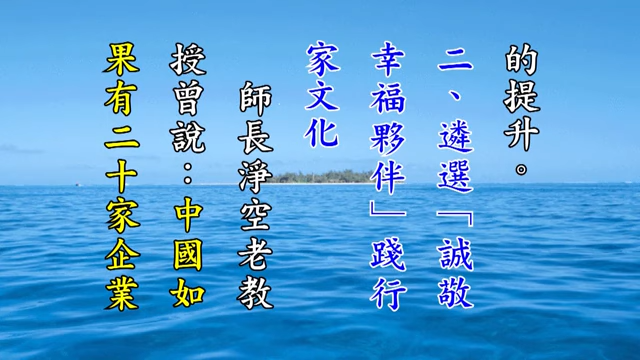 的提升。
二、遴選「誠敬
幸福夥伴」踐行
家文化
師長淨空老教
授曾說：中國如
果有二十家企業